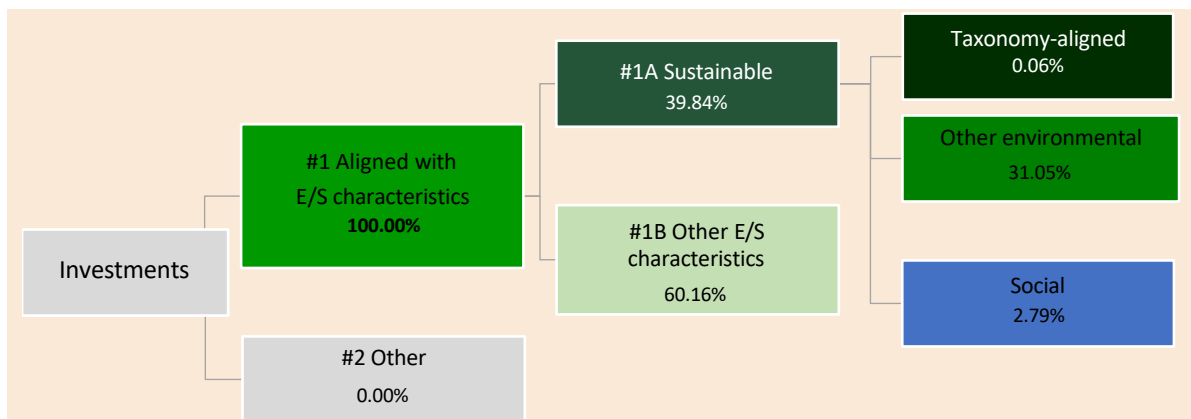 Investments
#1 Aligned with
E/S characteristics
100.00%
#2 Other
0.00%
#1A Sustainable
39.84%
#1B Other E/S
characteristics
60.16%
Taxonomy-aligned
0.06%
Other environmental
31.05%
Social
2.79%